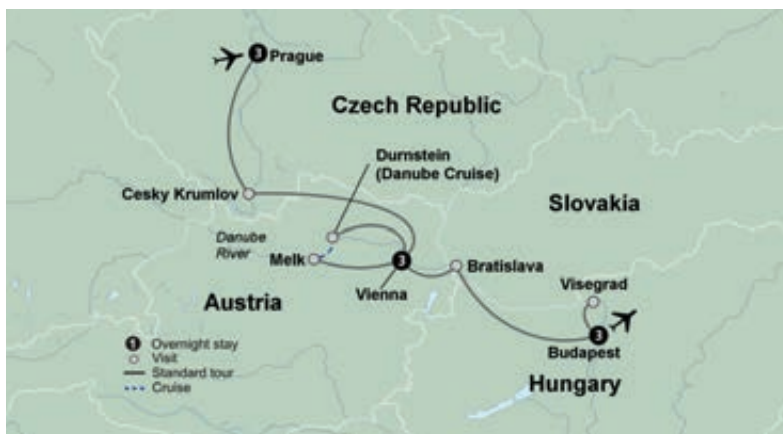 3
Prague
Czech Republic
Durnstein
(Danube Cruise)
Cesky Krumlov
Slovakia
Danube
River
Melk
3
Bratislava
Visegrad
Vienna
Austria
3
Budapest
Hungary
1 Overnight stay
Visit
Standard tour
Cruise